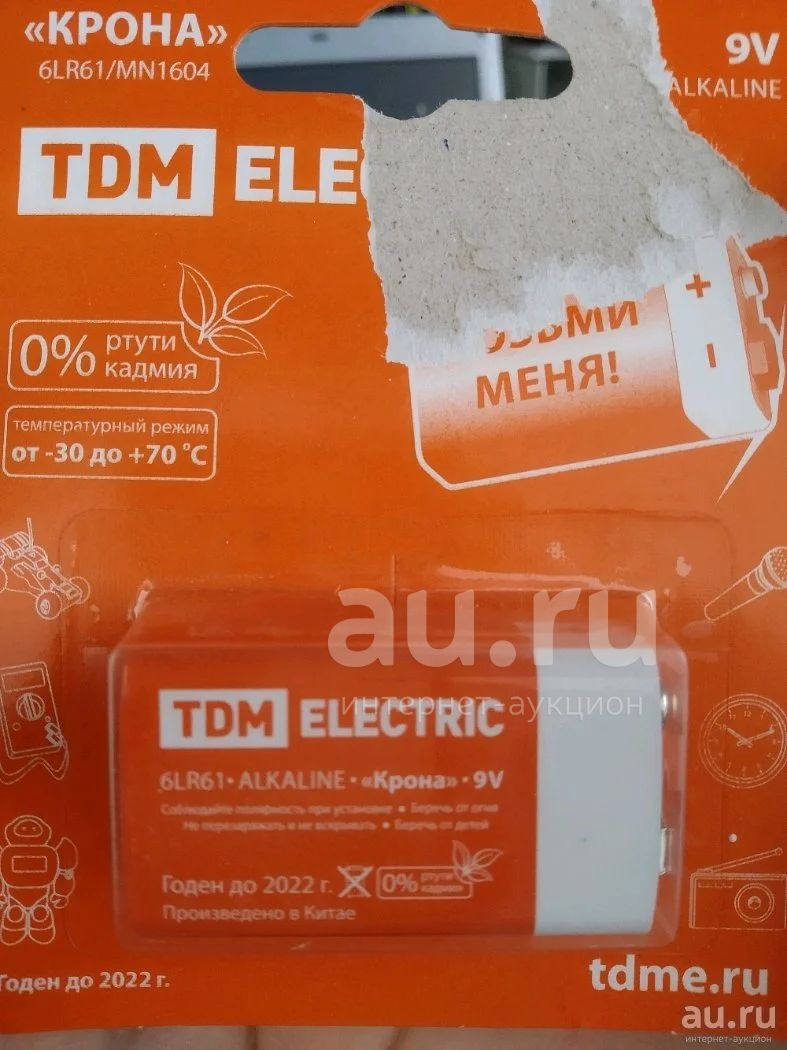 «КРОНА»
6LR61/MN1604
9V
ALKALINE
TDM ELE
0% ртути
кадмия
температурный режим
от -30 до +70 °С
+
-
МЕНЯ!
au.ru
интернет-аукцион
TDM ELECTRIC
6LR61 • ALKALINE • «Крона» • 9V
Соблюдайте полярность при установке • Беречь от огня
Не перезаряжать и не вскрывать • Беречь от детей
Годен до 2022 г.
0% ртути
кадмия
Произведено в Китае
Годен до 2022 г.
tdme.ru
au.ru
интернет-аукцион